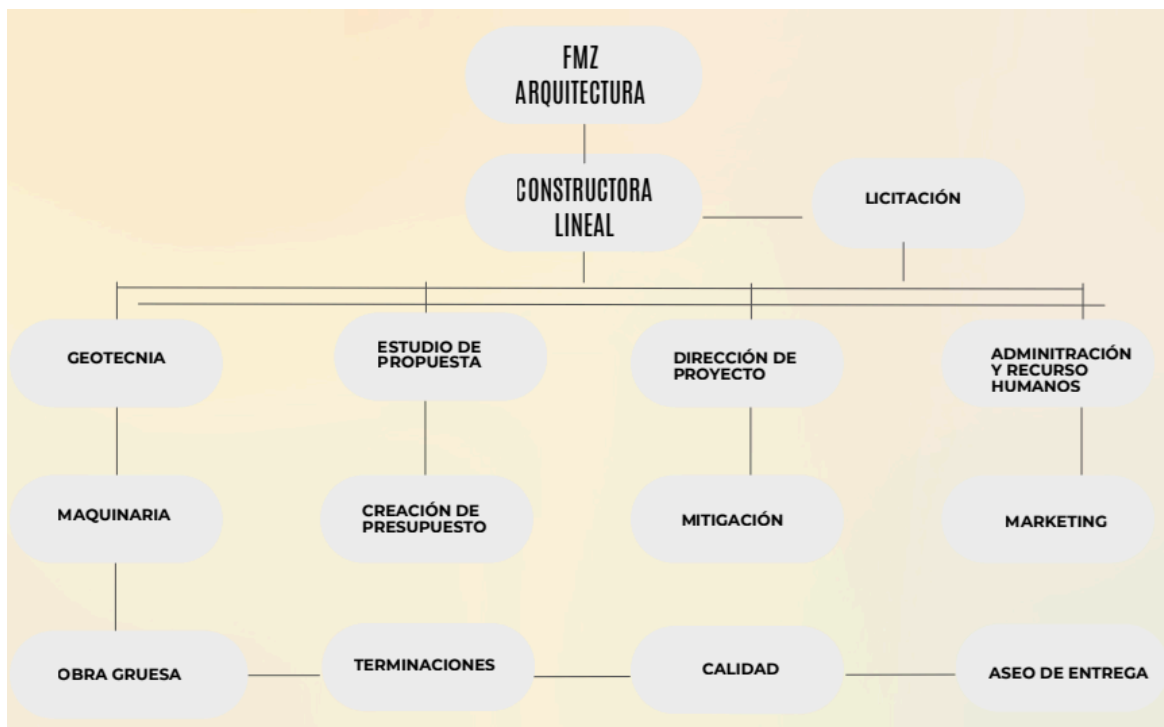 FMZ
ARQUITECTURA
CONSTRUCTORA
LINEAL
LICITACIÓN
GEOTECNIA
ESTUDIO DE
PROPUESTA
DIRECCIÓN DE
PROYECTO
ADMINITRACIÓN
Y RECURSO
HUMANOS
MAQUINARIA
CREACIÓN DE
PRESUPUESTO
MITIGACIÓN
MARKETING
OBRA GRUESA
TERMINACIONES
CALIDAD
ASEO DE ENTREGA